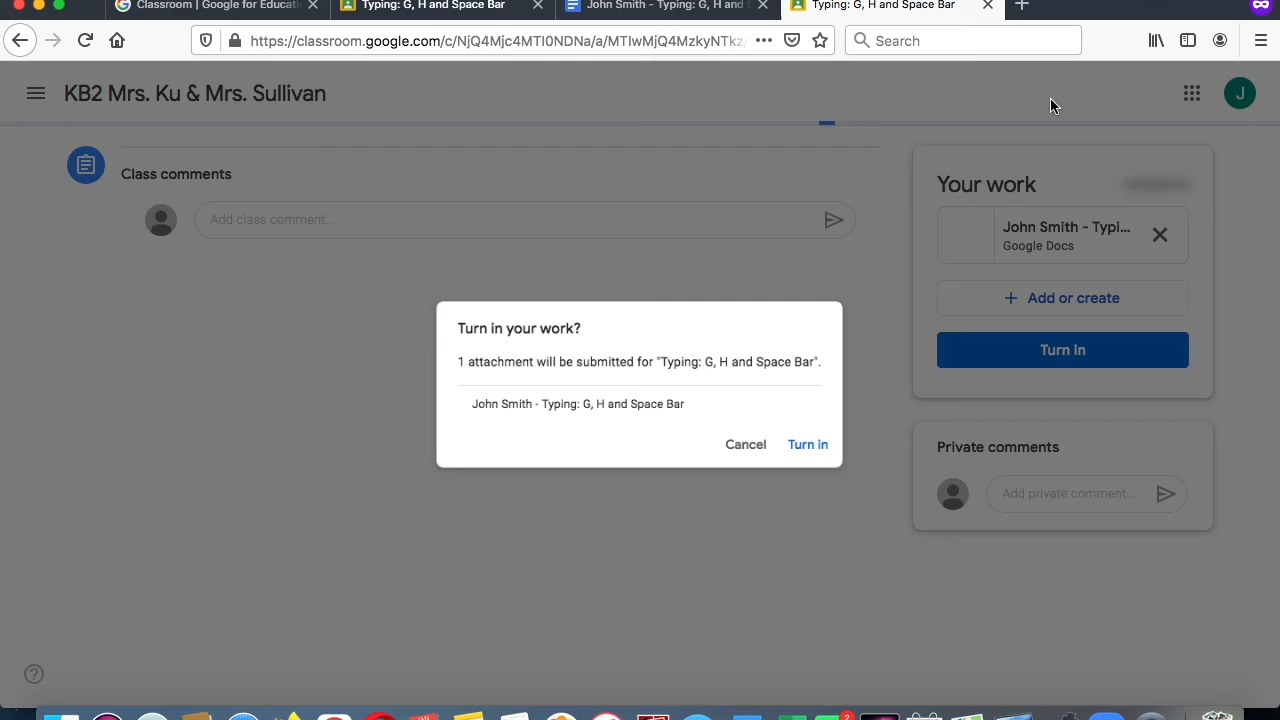 Classroom | Google for Educati
Typing: G, H and Space Bar
John Smith - Typing: G, H and S
Typing: G, H and Space Bar
https://classroom.google.com/c/NjQ4Mjc4MTI0NDNa/a/MTIwMjQ4MzkyNTkz/
Search
KB2 Mrs. Ku & Mrs. Sullivan
J
Class comments
Add class comment...
Your work
John Smith - Typi...
Google Docs
+ Add or create
Turn in
Turn in your work?
1 attachment will be submitted for "Typing: G, H and Space Bar".
John Smith - Typing: G, H and Space Bar
Cancel Turn in
Private comments
Add private comment...
JAN
2